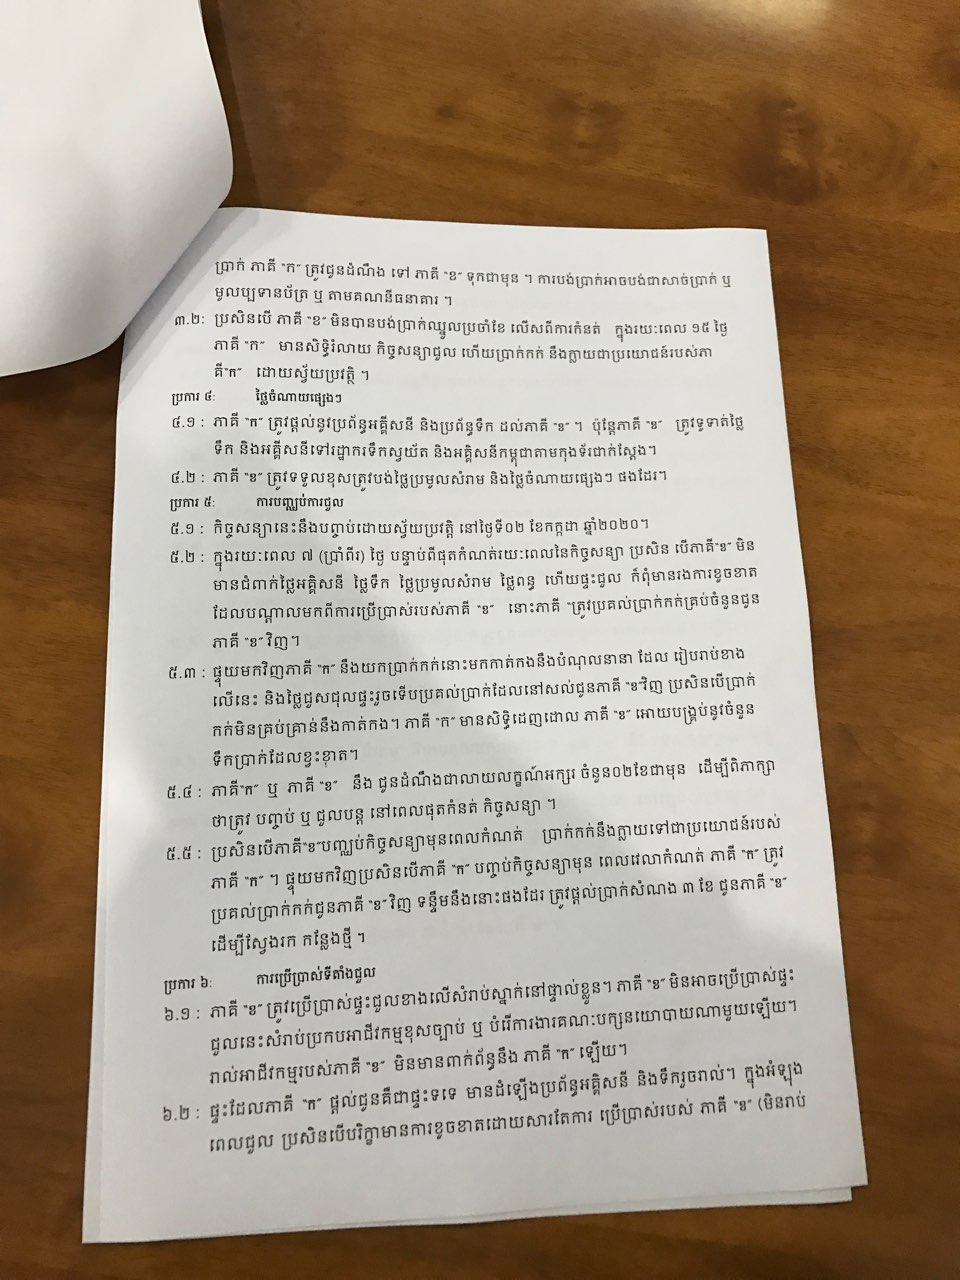 ប្រាក់ ភាគី “ក” ត្រូវជូនដំណឹង ទៅ ភាគី “ខ” ទុកជាមុន ។ ការបង់ប្រាក់អាចបង់ជាសាច់ប្រាក់ ឬ
មូលប្បទានប័ត្រ ឬ តាមគណនីធនាគារ ។
៣.២: ប្រសិនបើ ភាគី “ខ” មិនបានបង់ប្រាក់ឈ្នួលប្រចាំខែ លើសពីការកំនត់ ក្នុងរយៈពេល ១៥ ថ្ងៃ
ភាគី “ក” មានសិទ្ធិរំលាយ កិច្ចសន្យាជួល ហើយប្រាក់កក់ នឹងក្លាយជាប្រយោជន៍របស់ភា
គី“ក” ដោយស្វ័យប្រវត្តិ ។
ប្រការ ៤: ថ្លៃចំណាយផ្សេងៗ
៤.១ : ភាគី “ក” ត្រូវផ្តល់នូវប្រព័ន្ធអគ្គីសនី និងប្រព័ន្ធទឹក ដល់ភាគី “ខ” ។ ប៉ុន្តែភាគី “ខ” ត្រូវទូទាត់ថ្លៃ
ទឹក និងអគ្គីសនីទៅរដ្ឋាករទឹកស្វយ័ត និងអគ្គិសនីកម្ពុជាតាមកុងទ័រជាក់ស្តែង។
៤.២ : ភាគី “ខ” ត្រូវទទួលខុសត្រូវបង់ថ្លៃប្រមូលសំរាម និងថ្លៃចំណាយផ្សេងៗ ផងដែរ។
ប្រការ ៥: ការបញ្ឈប់ការជួល
៥.១ : កិច្ចសន្យានេះនឹងបញ្ចាប់ដោយស្វ័យប្រវត្តិ នៅថ្ងៃទី០២ ខែកក្កដា ឆ្នាំ២០២០។
៥.២ : ក្នុងរយៈពេល ៧ (ប្រាំពីរ) ថ្ងៃ បន្ទាប់ពីផុតកំណត់រយៈពេលនៃកិច្ចសន្យា ប្រសិន បើភាគី“ខ” មិន
មានជំពាក់ថ្លៃអគ្គិសនី ថ្លៃទឹក ថ្លៃប្រមូលសំរាម ថ្លៃពន្ធ ហើយផ្ទះជួល ក៏ពុំមានរងការខូចខាត
ដែលបណ្តាលមកពីការប្រើប្រាស់របស់ភាគី “ខ” នោះភាគី “ត្រូវប្រគល់ប្រាក់កក់គ្រប់ចំនួនជូន
ភាគី “ខ” វិញ។
៥.៣ : ផ្ទុយមកវិញភាគី “ក” នឹងយកប្រាក់កក់នោះមកកាត់កងនឹងបំណុលនានា ដែល រៀបរាប់ខាង
លើនេះ និងថ្លៃជួសជុលផ្ទះរួចទើបប្រគល់ប្រាក់ដែលនៅសល់ជូនភាគី “ខ”វិញ ប្រសិនបើប្រាក់
កក់មិនគ្រប់គ្រាន់នឹងកាត់កង។ ភាគី “ក” មានសិទ្ធិដេញដោល ភាគី “ខ” អោយបង្គ្រប់នូវចំនួន
ទឹកប្រាក់ដែលខ្វះខាត។
៥.៤ : ភាគី“ក” ឬ ភាគី “ខ” នឹង ជូនដំណឹងជាលាយលក្ខណ៍អក្សរ ចំនួន០២ខែជាមុន ដើម្បីពិភាក្សា
ថាត្រូវ បញ្ចាប់ ឬ ជួលបន្ត នៅពេលផុតកំនត់ កិច្ចសន្យា ។
៥.៥ : ប្រសិនបើភាគី“ខ”បញ្ឈប់កិច្ចសន្យាមុនពេលកំណត់ ប្រាក់កក់នឹងក្លាយទៅជាប្រយោជន៍របស់
ភាគី “ក” ។ ផ្ទុយមកវិញប្រសិនបើភាគី “ក” បញ្ចប់កិច្ចសន្យាមុន ពេលវេលាកំណត់ ភាគី “ក” ត្រូវ
ប្រគល់ប្រាក់កក់ជូនភាគី “ខ” វិញ ទន្ទឹមនឹងនោះផងដែរ ត្រូវផ្តល់ប្រាក់សំណង ៣ ខែ ជូនភាគី “ខ”
ដើម្បីស្វែងរក កន្លែងថ្មី ។
ប្រការ ៦: ការប្រើប្រាស់ទីតាំងជួល
៦.១ : ភាគី “ខ” ត្រូវប្រើប្រាស់ផ្ទះជួលខាងលើសំរាប់ស្នាក់នៅផ្ទាល់ខ្លួន។ ភាគី “ខ” មិនអាចប្រើប្រាស់ផ្ទះ
ជួលនេះសំរាប់ប្រកបអាជីវកម្មខុសច្បាប់ ឬ បំរើការងារគណៈបក្សនយោបាយណាមួយឡើយ។
រាល់អាជីវកម្មរបស់ភាគី “ខ” មិនមានពាក់ព័ន្ធនឹង ភាគី “ក” ឡើយ។
៦.២ : ផ្ទះដែលភាគី “ក” ផ្តល់ជូនគឺជាផ្ទះទទេ មានដំឡើងប្រព័ន្ធអគ្គិសនី និងទឹករួចរាល់។ ក្នុងអំឡុង
ពេលជួល ប្រសិនបើបរិក្ខាមានការខូចខាតដោយសារតែការ ប្រើប្រាស់របស់ ភាគី “ខ” (មិនរាប់